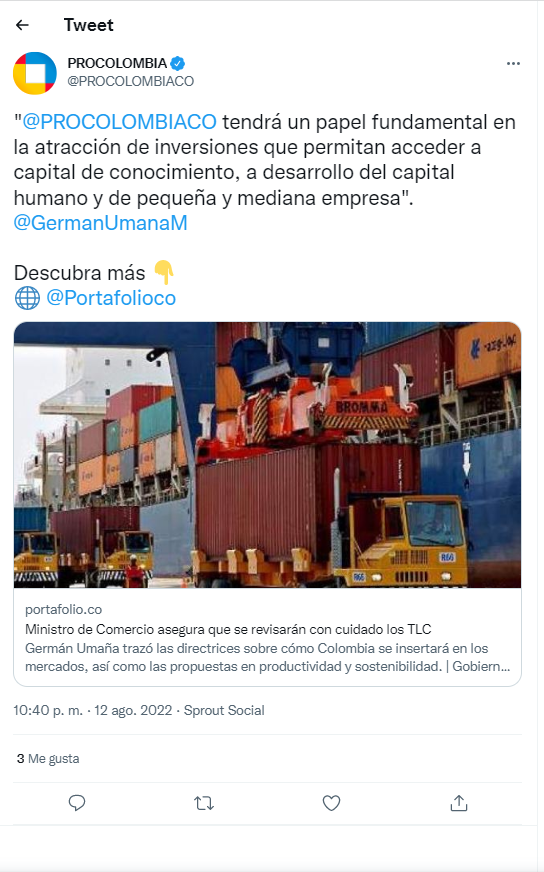 Tweet
PROCOLOMBIA
@PROCOLOMBIACO
"@PROCOLOMBIACO tendrá un papel fundamental en
la atracción de inversiones que permitan acceder a
capital de conocimiento, a desarrollo del capital
humano y de pequeña y mediana empresa".
@GermanUmanaM
Descubra más 👇
🌐 @Portafolioco
BROMMA
R66
R65 R66
portafolio.co
Ministro de Comercio asegura que se revisarán con cuidado los TLC
Germán Umaña trazó las directrices sobre cómo Colombia se insertará en los
mercados, así como las propuestas en productividad y sostenibilidad. | Gobiern...
10:40 p. m. · 12 ago. 2022 · Sprout Social
3 Me gusta